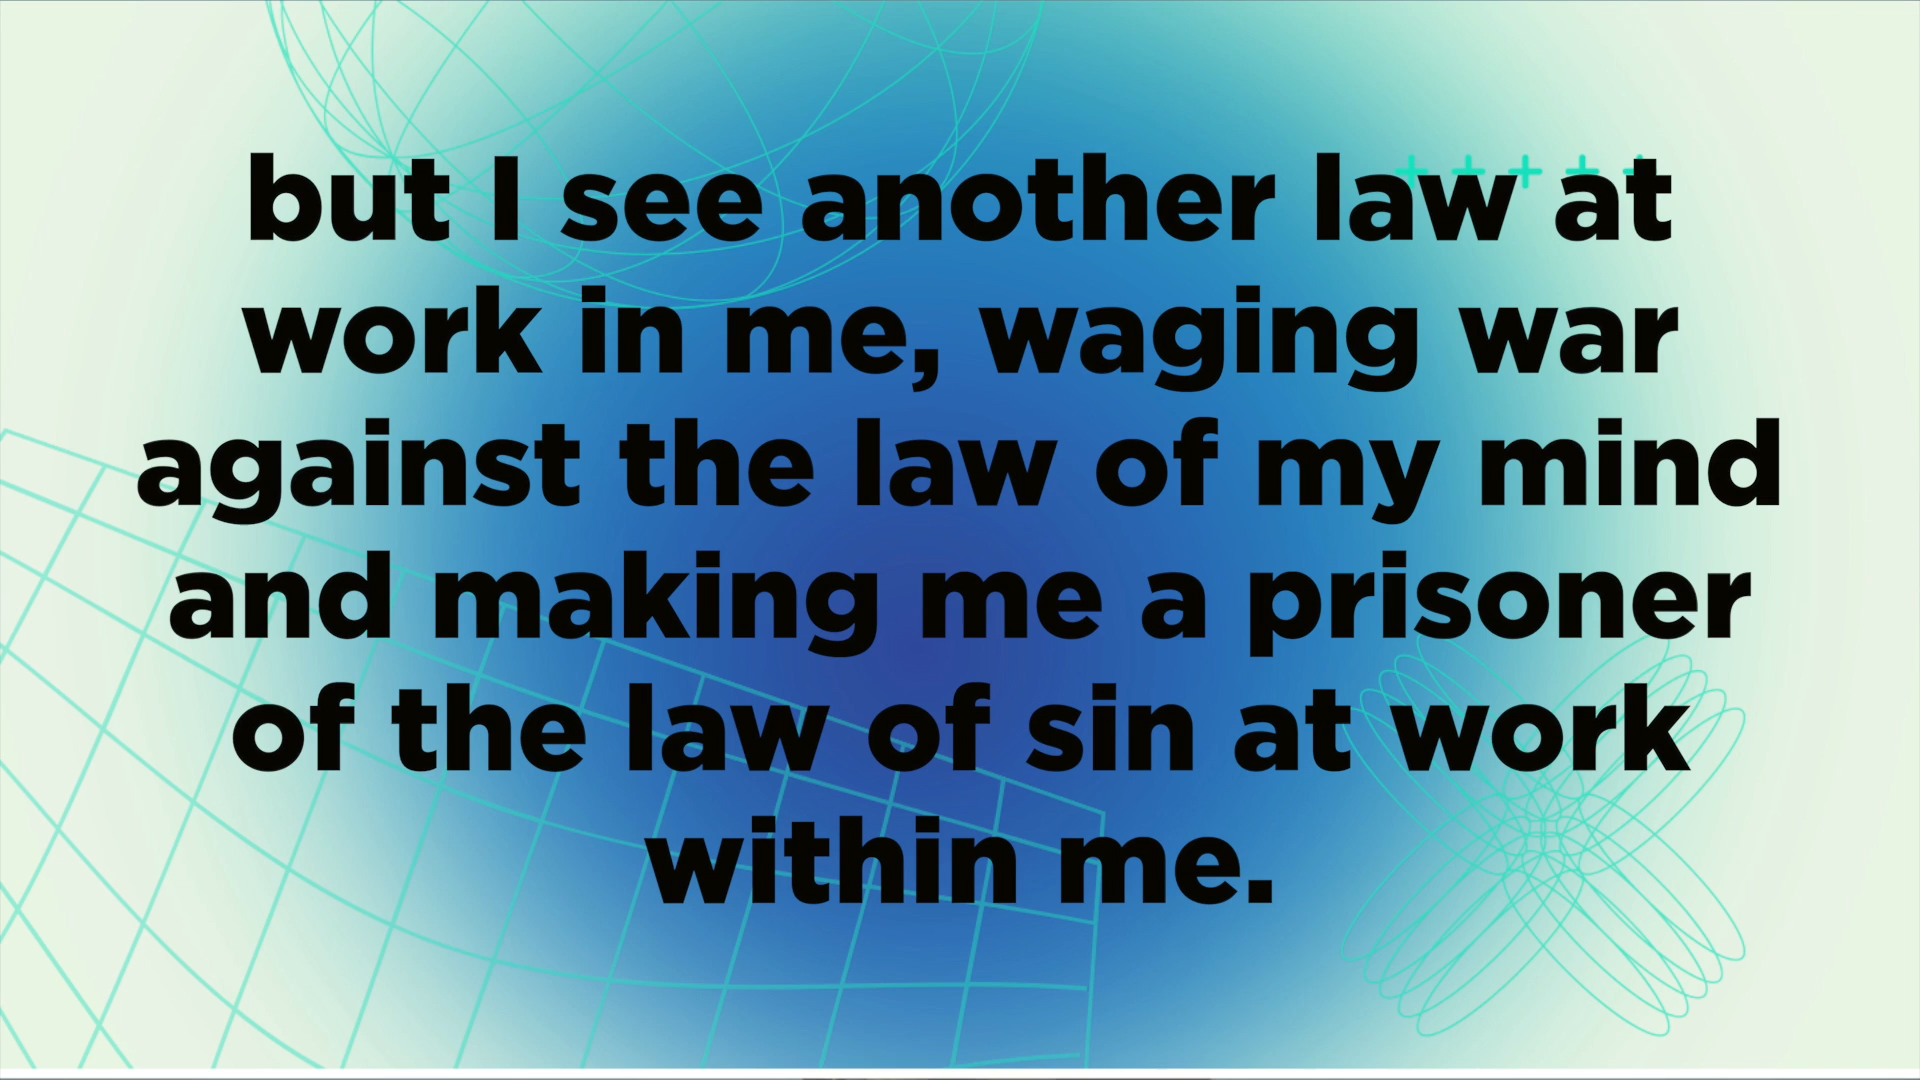 but I see another law at
work in me, waging war
against the law of my mind
and making me a prisoner
of the law of sin at work
within me.